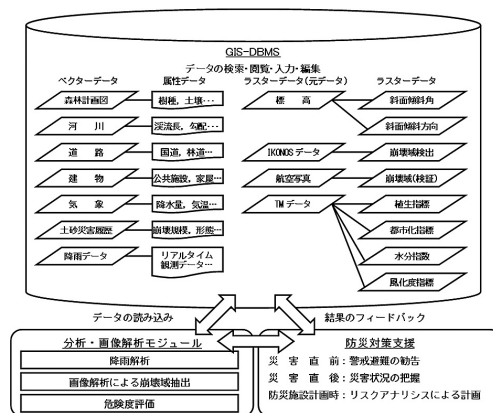 GIS-DBMS
データの検索・閲覧・入力・編集
ベクターデータ 属性データ ラスターデータ(元データ) ラスターデータ
森林計画図 樹種，土壌… 標 高 斜面傾斜角
斜面傾斜方向
河 川 渓流長，勾配…
道 路 国道，林道… IKONOS データ 崩壊域検出
建 物 公共施設，家屋… 航空写真 崩壊域(検証)
気 象 降水量，気温… TM データ 植生指標
都市化指標
土砂災害履歴 崩壊規模，形態…
水分指数
降雨データ リアルタイム
観測データ…
風化度指標
データの読み込み 結果のフィードバック
分析・画像解析モジュール
降雨解析
画像解析による崩壊域抽出
危険度評価
防災対策支援
災 害 直 前：警戒避難の勧告
災 害 直 後：災害状況の把握
防災施設計画時：リスクアナリシスによる計画